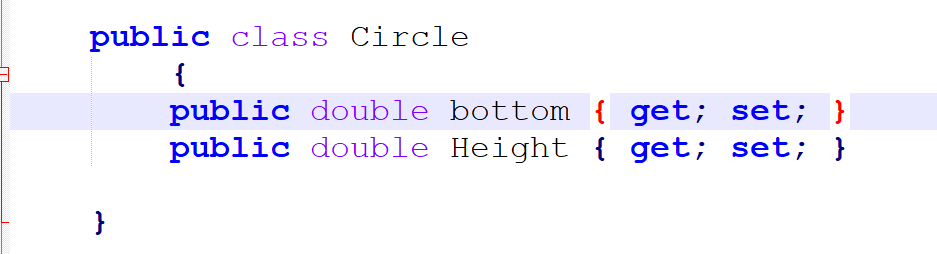 public class Circle
{
public double bottom { get; set; }
public double Height { get; set; }
}